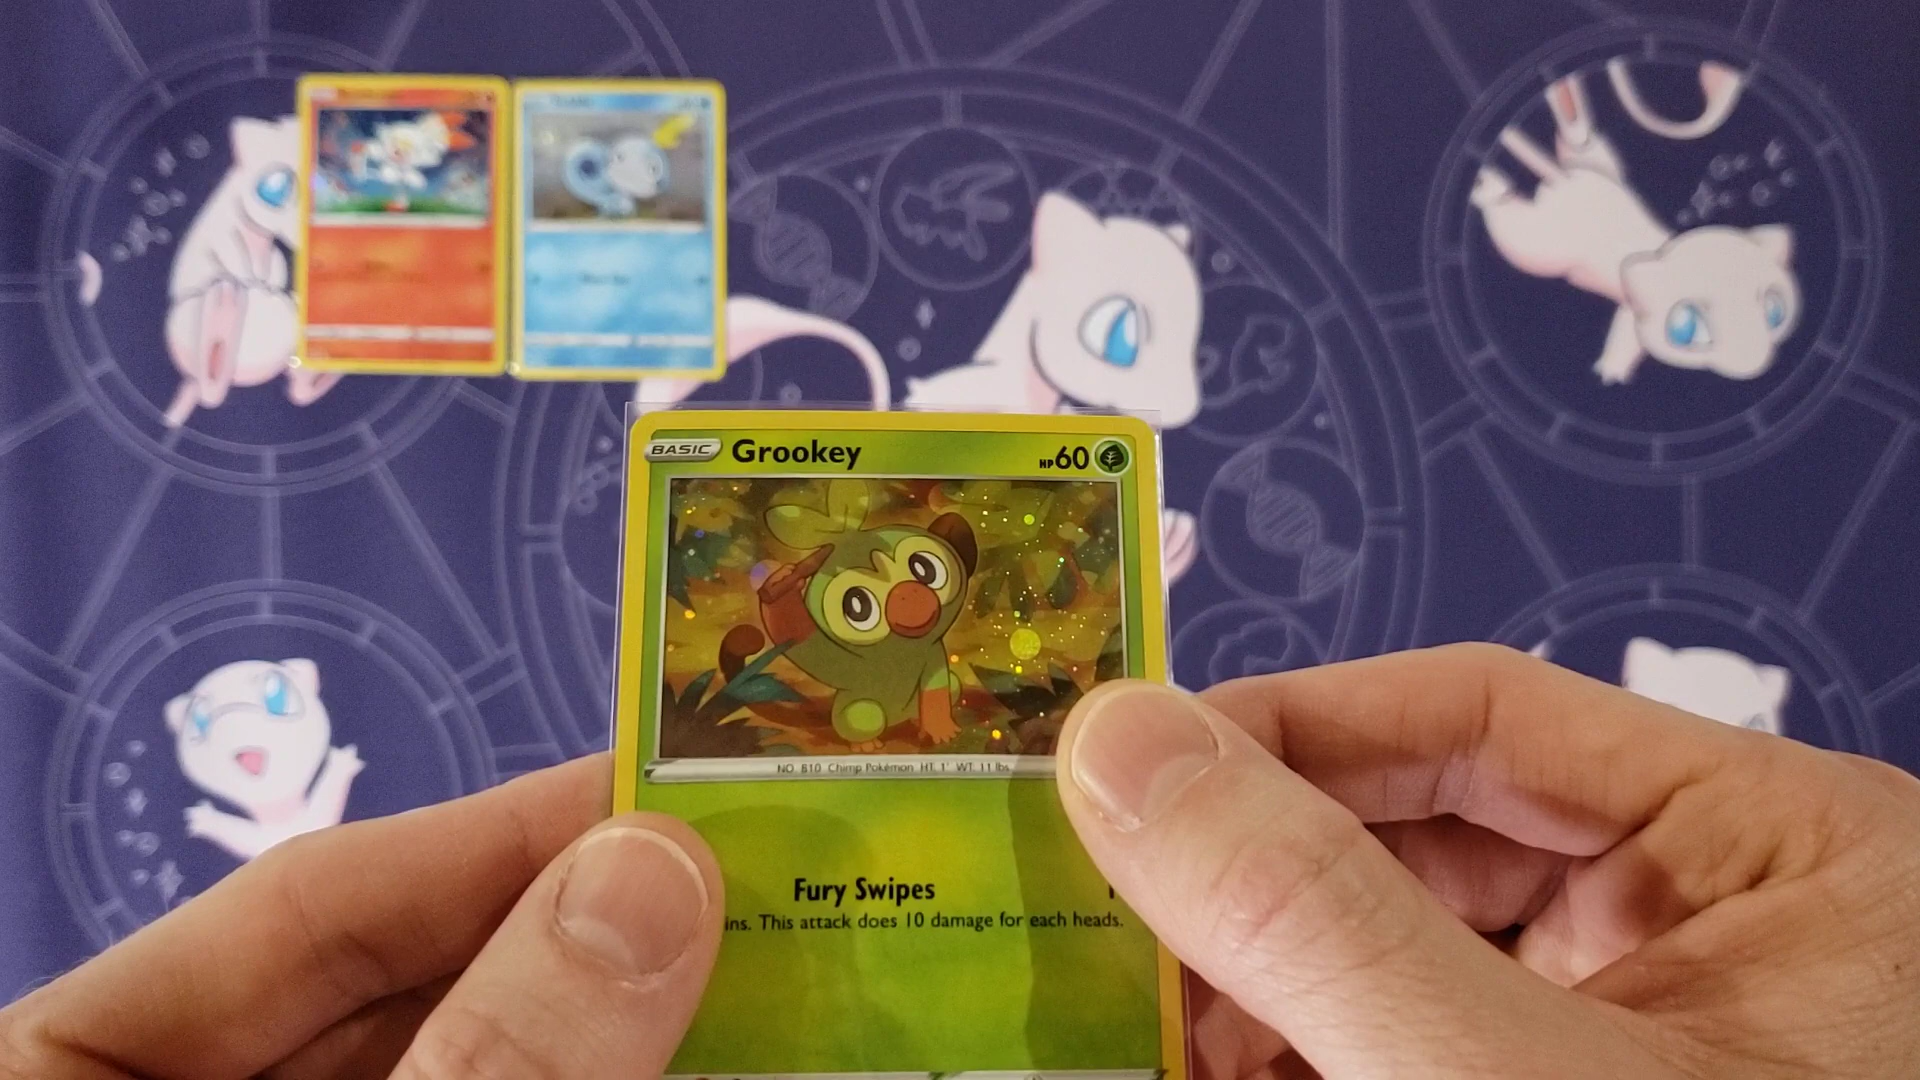 BASIC Grookey HP 60
NO. 810 Chimp Pokémon HT: 1' WT: 11 lbs
Fury Swipes
ins. This attack does 10 damage for each heads.